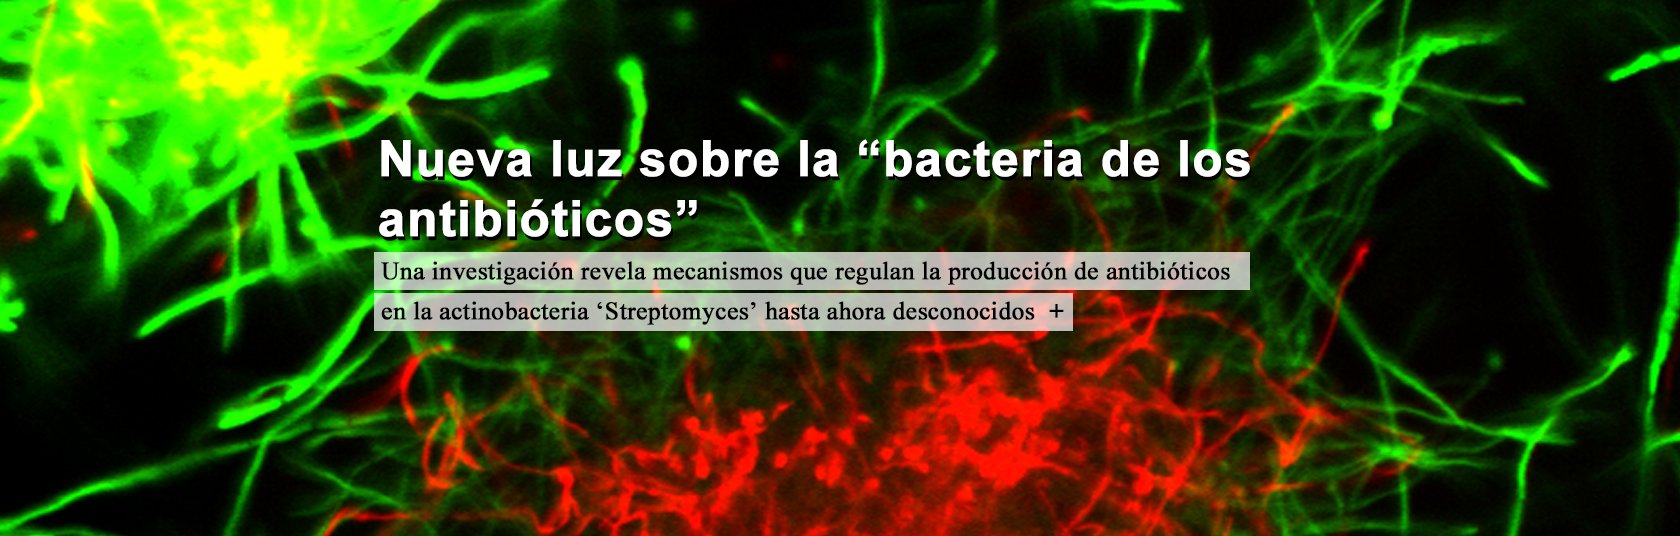 Nueva luz sobre la “bacteria de los
antibióticos”
Una investigación revela mecanismos que regulan la producción de antibióticos
en la actinobacteria ‘Streptomyces’ hasta ahora desconocidos +